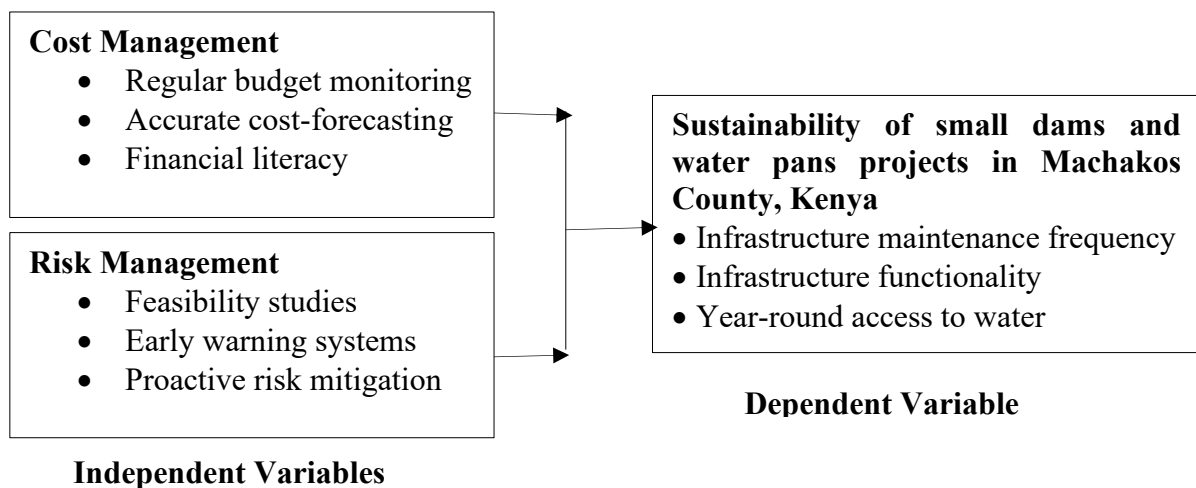 Cost Management
• Regular budget monitoring
• Accurate cost-forecasting
• Financial literacy
Risk Management
• Feasibility studies
• Early warning systems
• Proactive risk mitigation
Independent Variables
Sustainability of small dams and
water pans projects in Machakos
County, Kenya
• Infrastructure maintenance frequency
• Infrastructure functionality
• Year-round access to water
Dependent Variable